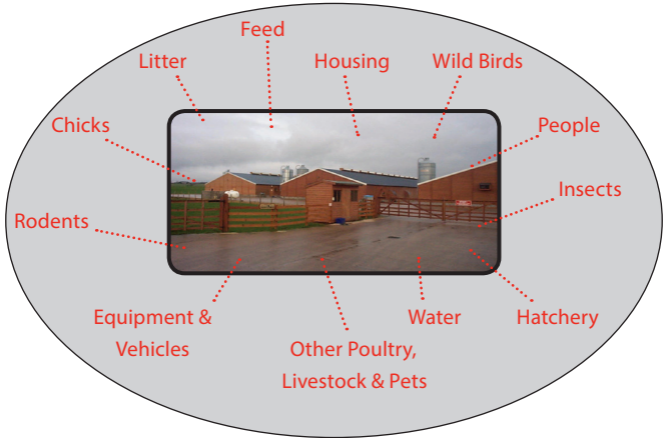 Feed
Litter
Housing
Wild Birds
Chicks
People
Insects
Rodents
Equipment &
Vehicles
Other Poultry,
Livestock & Pets
Water
Hatchery